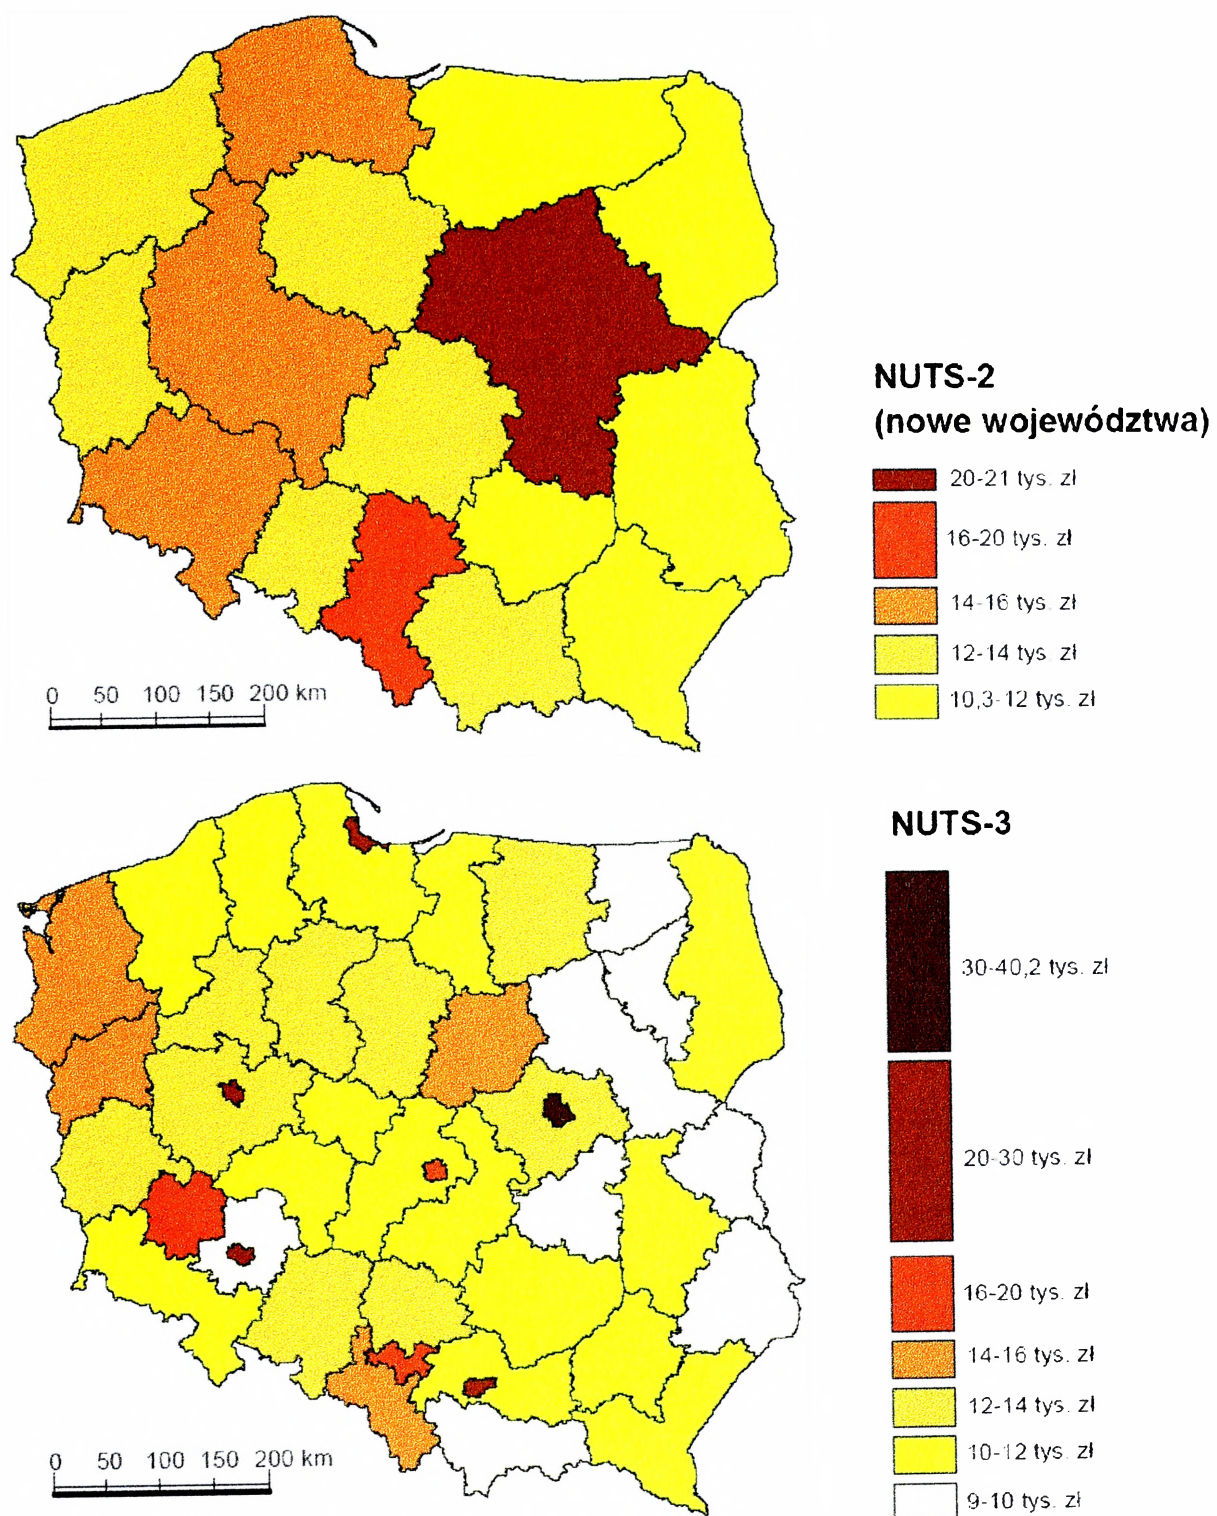 NUTS-2
(nowe województwa)
20-21 tys. zł
16-20 tys. zł
14-16 tys. zł
12-14 tys. zł
10,3-12 tys. zł
0 50 100 150 200 km
NUTS-3
30-40,2 tys. zł
20-30 tys. zł
16-20 tys. zł
14-16 tys. zł
12-14 tys. zł
10-12 tys. zł
9-10 tys. zł
0 50 100 150 200 km